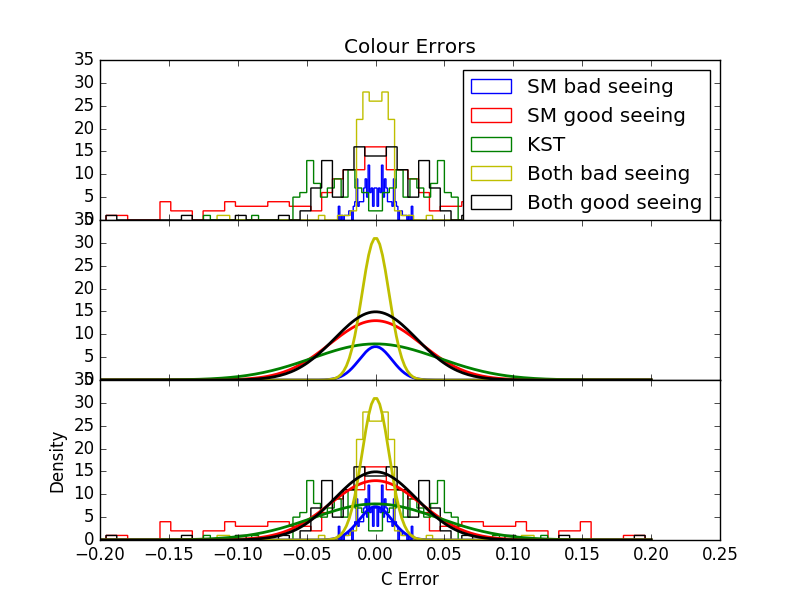 Colour Errors
35
30
25
20
15
10
5
0
SM bad seeing
SM good seeing
KST
Both bad seeing
Both good seeing
35
30
25
20
15
10
5
0
35
30
25
20
15
10
5
0
Density
−0.20 −0.15 −0.10 −0.05 0.00 0.05 0.10 0.15 0.20 0.25
C Error